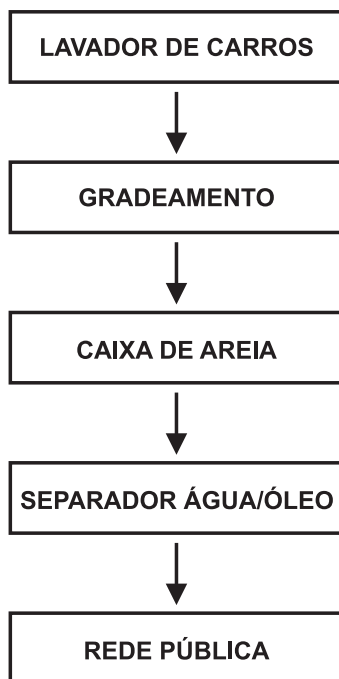 LAVADOR DE CARROS
GRADEAMENTO
CAIXA DE AREIA
SEPARADOR ÁGUA/ÓLEO
REDE PÚBLICA